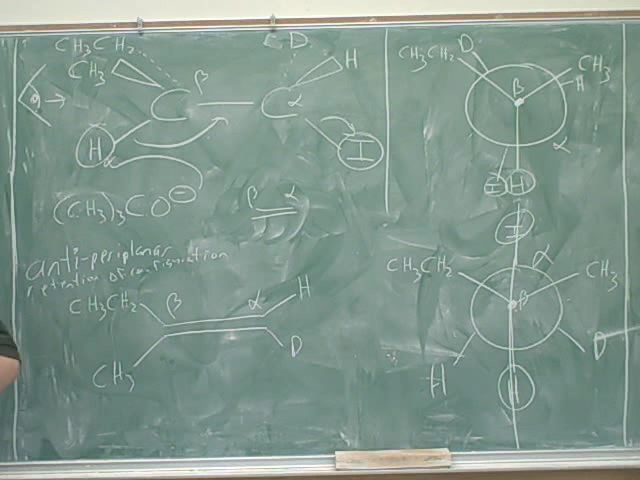 CH3CH2
CH3
D
H
β
C
C
α
H
I
(CH3)3CO⊖
β α
anti-periplanar
retention of configuration
CH3CH2
β
α
H
CH3
D
CH3CH2
D
CH3
H
β
α
I
H
I
α
CH3CH2
CH3
β
H
D
H